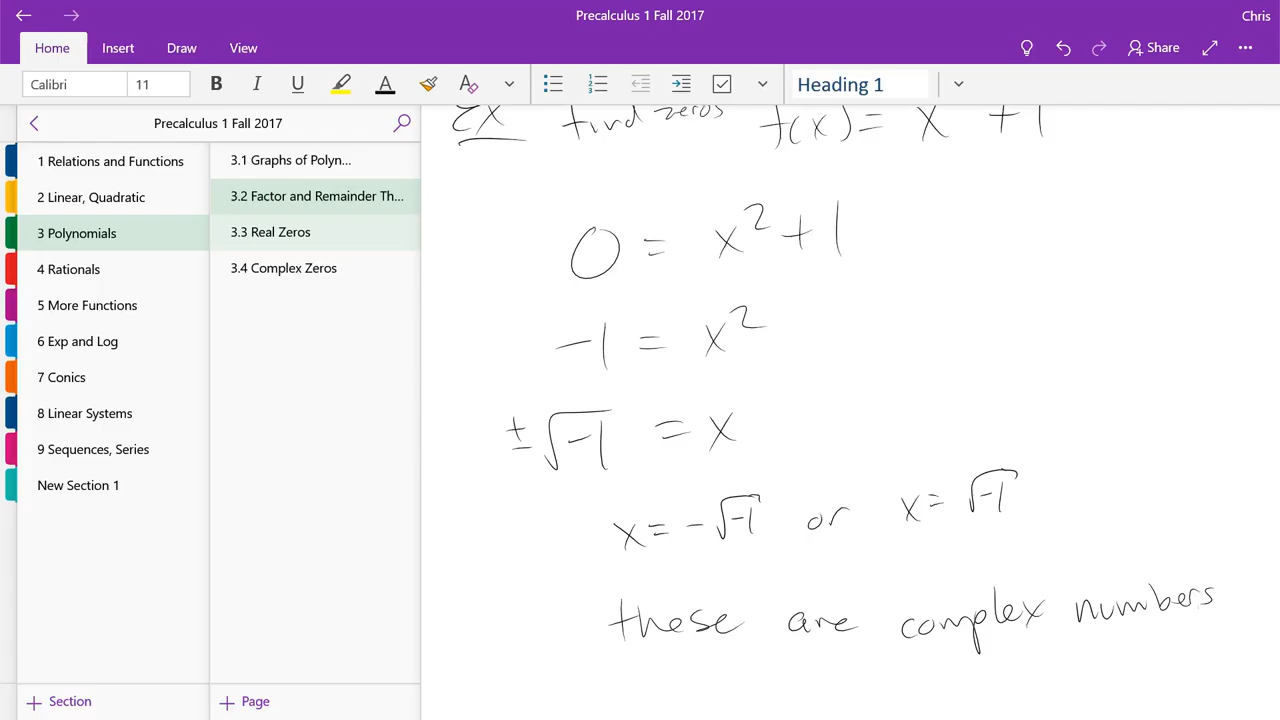 Precalculus 1 Fall 2017
Chris
Home Insert Draw View
Share
Calibri 11 B I U A Heading 1
Precalculus 1 Fall 2017
1 Relations and Functions
2 Linear, Quadratic
3 Polynomials
4 Rationals
5 More Functions
6 Exp and Log
7 Conics
8 Linear Systems
9 Sequences, Series
New Section 1
3.1 Graphs of Polyn...
3.2 Factor and Remainder Th...
3.3 Real Zeros
3.4 Complex Zeros
+ Section
+ Page
Ex find zeros f(x) = x + 1
0 = x² + 1
-1 = x²
±√-1 = x
x = -√-1 or x = √-1
these are complex numbers